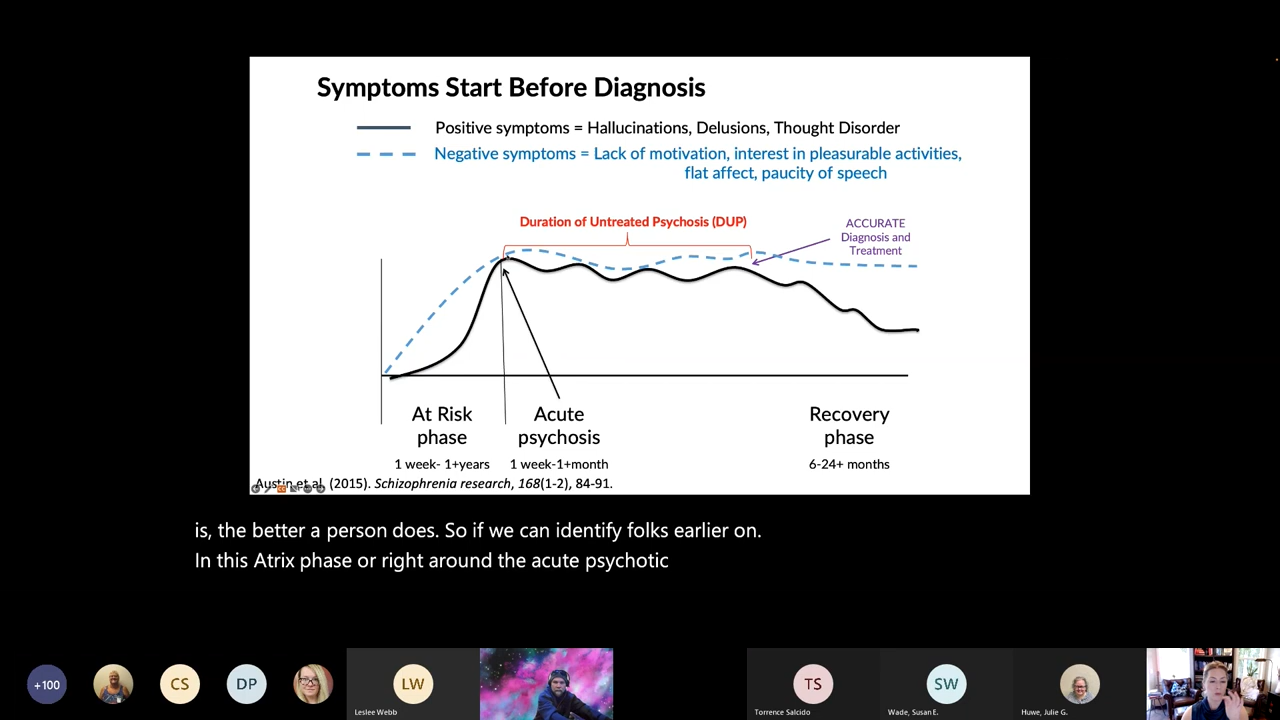 Symptoms Start Before Diagnosis
Positive symptoms = Hallucinations, Delusions, Thought Disorder
Negative symptoms = Lack of motivation, interest in pleasurable activities,
flat affect, paucity of speech
Duration of Untreated Psychosis (DUP)
ACCURATE
Diagnosis and
Treatment
At Risk
phase
1 week- 1+years
Acute
psychosis
1 week-1+month
Recovery
phase
6-24+ months
Austin et al. (2015). Schizophrenia research, 168(1-2), 84-91.
is, the better a person does. So if we can identify folks earlier on.
In this Atrix phase or right around the acute psychotic
+100
CS
DP
LW
Leslee Webb
TS
Torrence Salcido
SW
Wade, Susan E.
Huwe, Julie G.